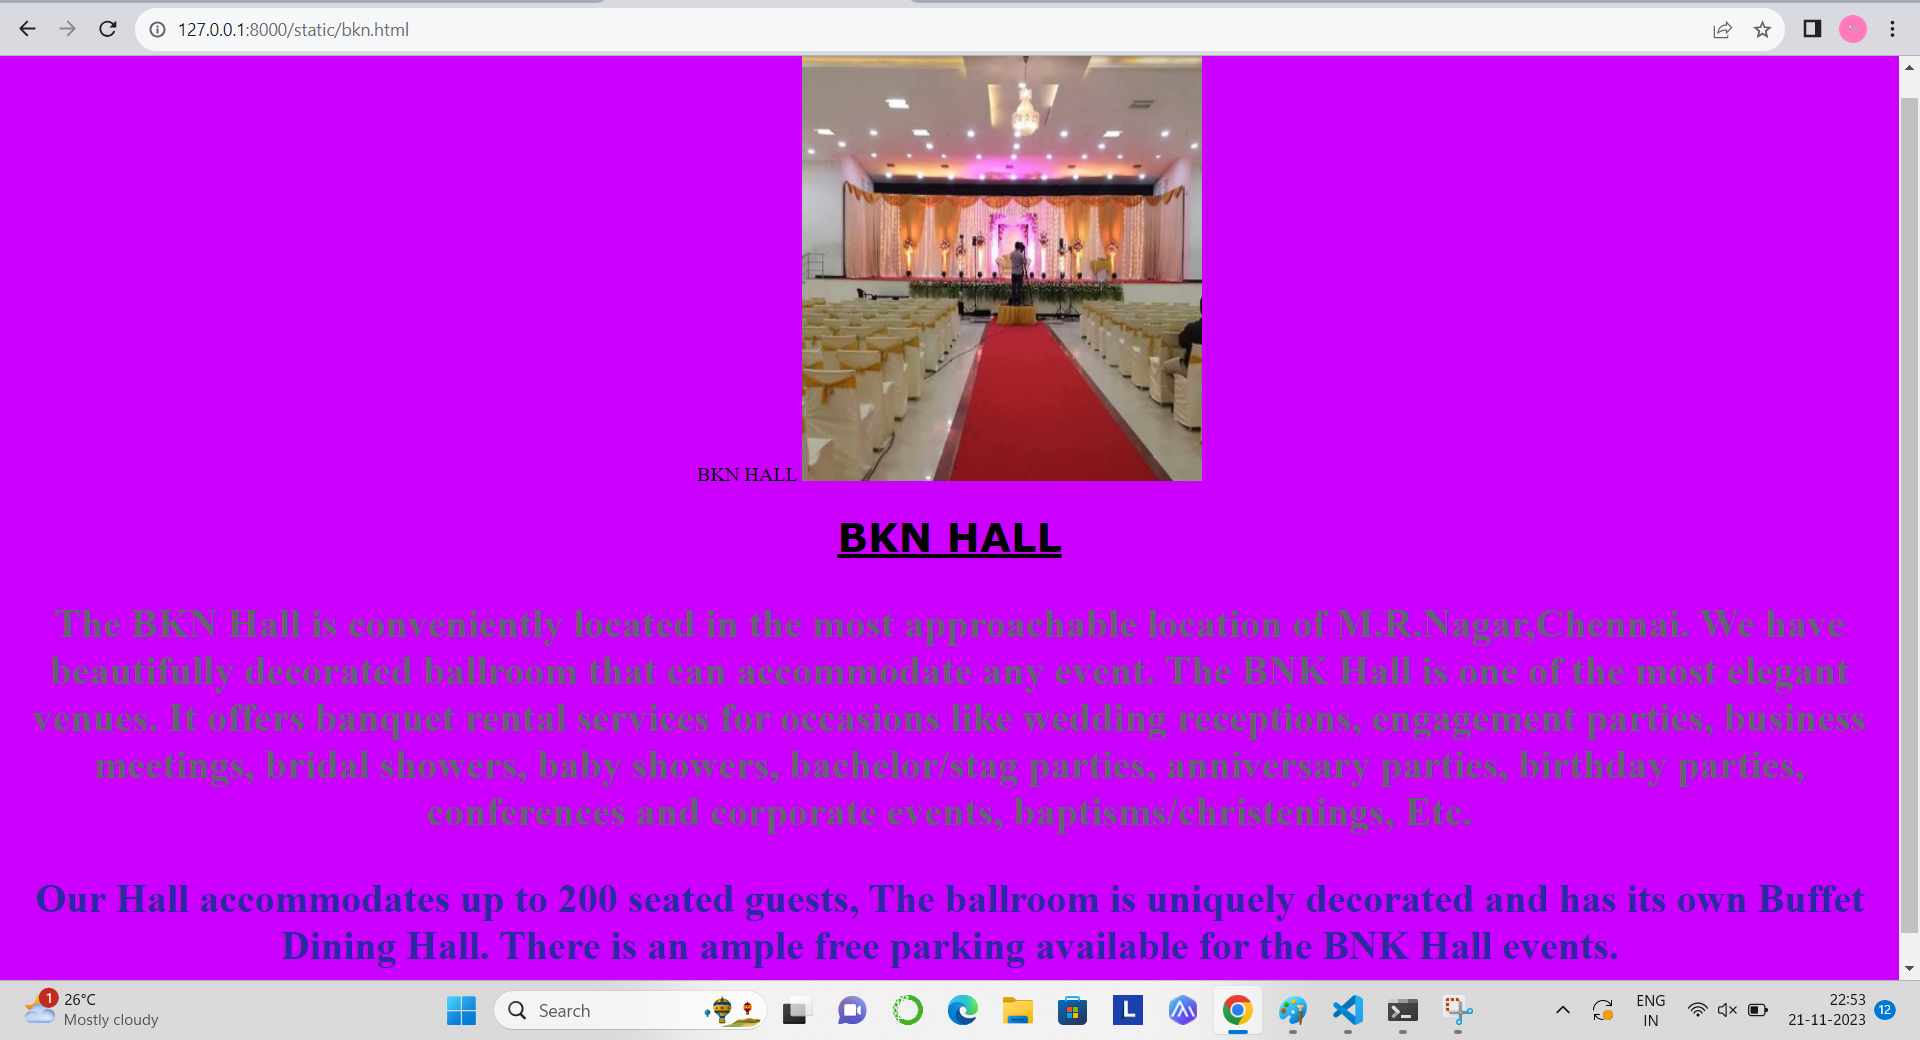 127.0.0.1:8000/static/bkn.html
BKN HALL
BKN HALL
The BKN Hall is conveniently located in the most approachable location of M.R.Nagar,Chennai. We have
beautifully decorated ballroom that can accommodate any event. The BNK Hall is one of the most elegant
venues. It offers banquet rental services for occasions like wedding receptions, engagement parties, business
meetings, bridal showers, baby showers, bachelor/stag parties, anniversary parties, birthday parties,
conferences and corporate events, baptisms/christenings, Etc.
Our Hall accommodates up to 200 seated guests, The ballroom is uniquely decorated and has its own Buffet
Dining Hall. There is an ample free parking available for the BNK Hall events.
1
26°C
Mostly cloudy
Search
L
ENG
IN
22:53
21-11-2023
12